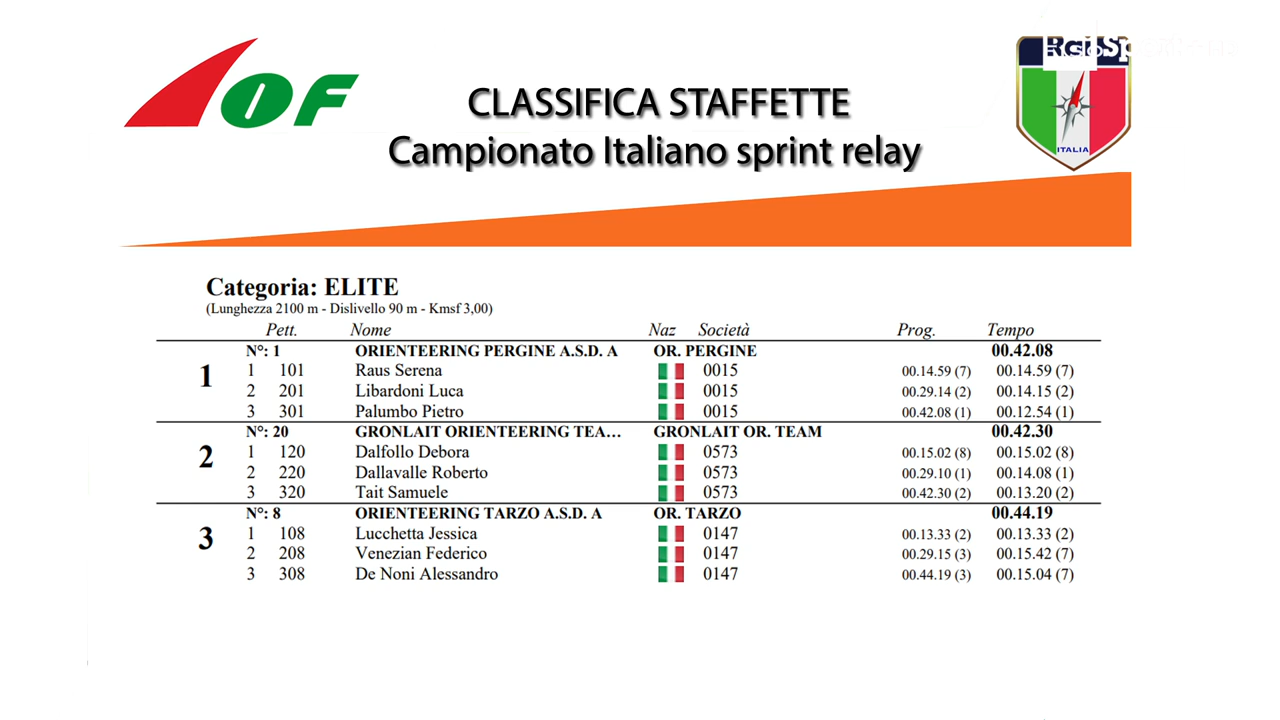 OF
CLASSIFICA STAFFETTE
Campionato Italiano sprint relay
ITALIA
Categoria: ELITE
(Lunghezza 2100 m - Dislivello 90 m - Kmsf 3,00)
Pett. Nome Naz Società Prog. Tempo
1 N°: 1 ORIENTEERING PERGINE A.S.D. A OR. PERGINE 00.42.08
1 101 Raus Serena 0015 00.14.59 (7) 00.14.59 (7)
2 201 Libardoni Luca 0015 00.29.14 (2) 00.14.15 (2)
3 301 Palumbo Pietro 0015 00.42.08 (1) 00.12.54 (1)
2 N°: 20 GRONLAIT ORIENTEERING TEA… GRONLAIT OR. TEAM 00.42.30
1 120 Dalfollo Debora 0573 00.15.02 (8) 00.15.02 (8)
2 220 Dallavalle Roberto 0573 00.29.10 (1) 00.14.08 (1)
3 320 Tait Samuele 0573 00.42.30 (2) 00.13.20 (2)
3 N°: 8 ORIENTEERING TARZO A.S.D. A OR. TARZO 00.44.19
1 108 Lucchetta Jessica 0147 00.13.33 (2) 00.13.33 (2)
2 208 Venezian Federico 0147 00.29.15 (3) 00.15.42 (7)
3 308 De Noni Alessandro 0147 00.44.19 (3) 00.15.04 (7)